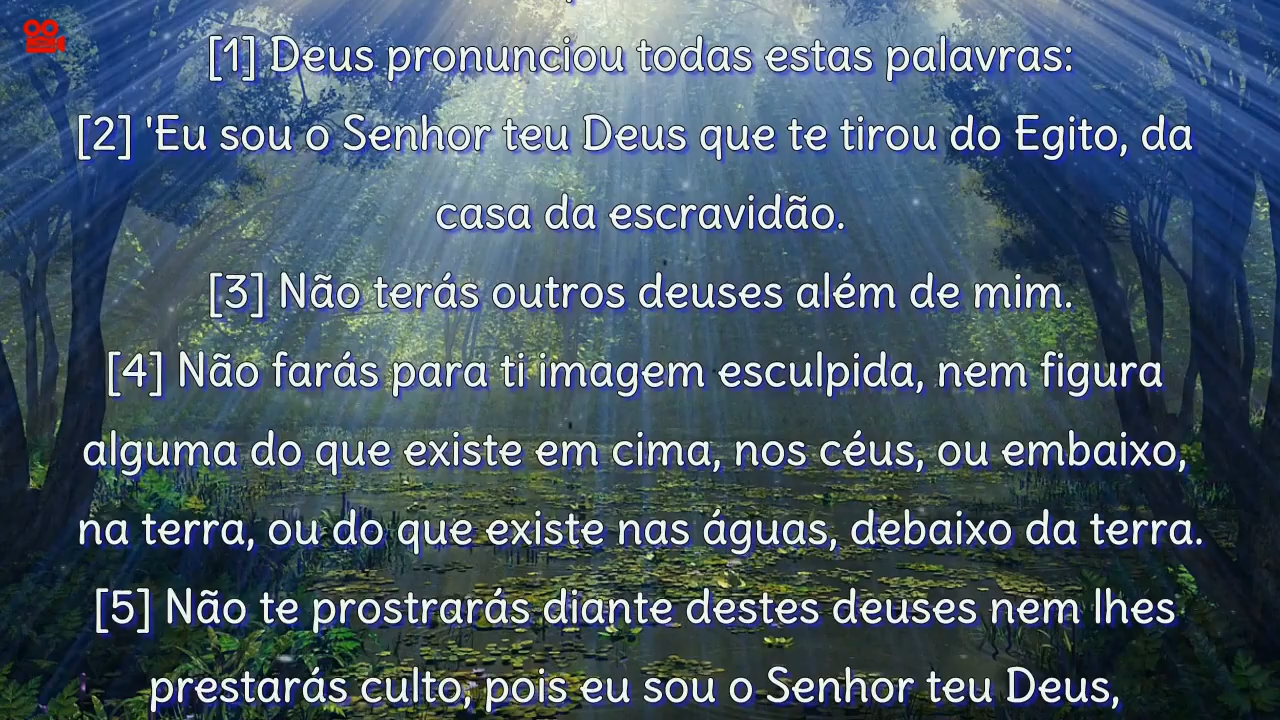 [1] Deus pronunciou todas estas palavras:
[2] 'Eu sou o Senhor teu Deus que te tirou do Egito, da
casa da escravidão.
[3] Não terás outros deuses além de mim.
[4] Não farás para ti imagem esculpida, nem figura
alguma do que existe em cima, nos céus, ou embaixo,
na terra, ou do que existe nas águas, debaixo da terra.
[5] Não te prostrarás diante destes deuses nem lhes
prestarás culto, pois eu sou o Senhor teu Deus,